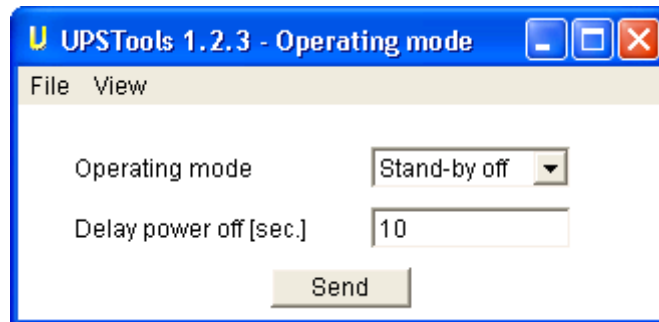 U UPSTools 1.2.3 - Operating mode
File View
Operating mode Stand-by off
Delay power off [sec.] 10
Send